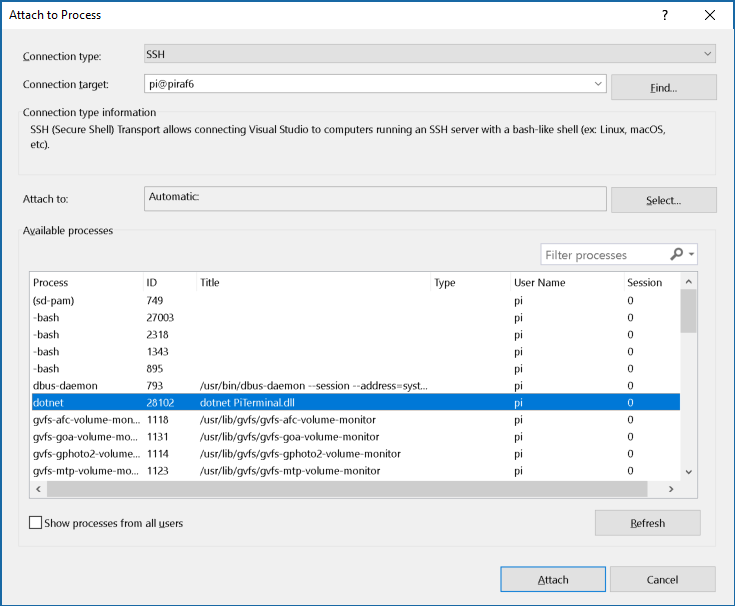 Attach to Process
? 
Connection type: SSH
Connection target: pi@piraf6 Find...
Connection type information
SSH (Secure Shell) Transport allows connecting Visual Studio to computers running an SSH server with a bash-like shell (ex: Linux, macOS,
etc).
Attach to: Automatic: Select...
Available processes
Filter processes
Process ID Title Type User Name Session
(sd-pam) 749 pi 0
-bash 27003 pi 0
-bash 2318 pi 0
-bash 1343 pi 0
-bash 895 pi 0
dbus-daemon 793 /usr/bin/dbus-daemon --session --address=syst... pi 0
dotnet 28102 dotnet PiTerminal.dll pi 0
gvfs-afc-volume-mon... 1118 /usr/lib/gvfs/gvfs-afc-volume-monitor pi 0
gvfs-goa-volume-mo... 1131 /usr/lib/gvfs/gvfs-goa-volume-monitor pi 0
gvfs-gphoto2-volume... 1114 /usr/lib/gvfs/gvfs-gphoto2-volume-monitor pi 0
gvfs-mtp-volume-mo... 1123 /usr/lib/gvfs/gvfs-mtp-volume-monitor pi 0
Show processes from all users Refresh
Attach Cancel